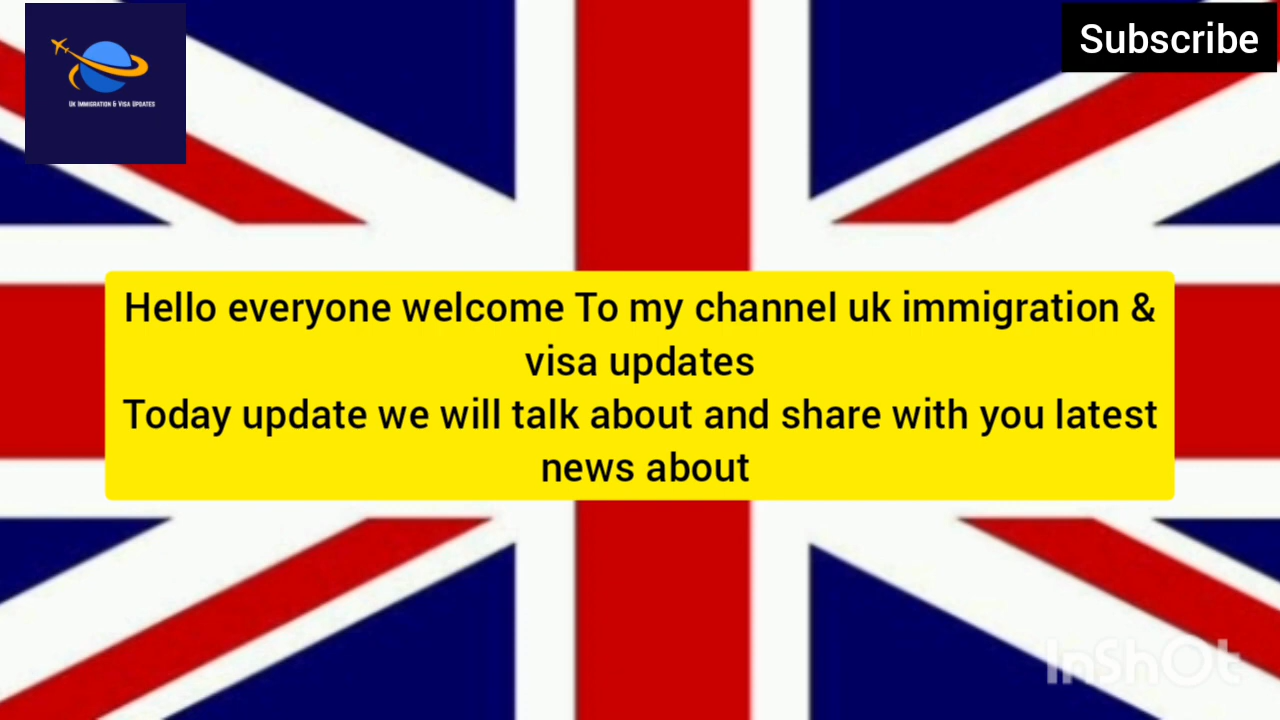 Subscribe
UK IMMIGRATION & VISA UPDATES
Hello everyone welcome To my channel uk immigration &
visa updates
Today update we will talk about and share with you latest
news about
InShOt